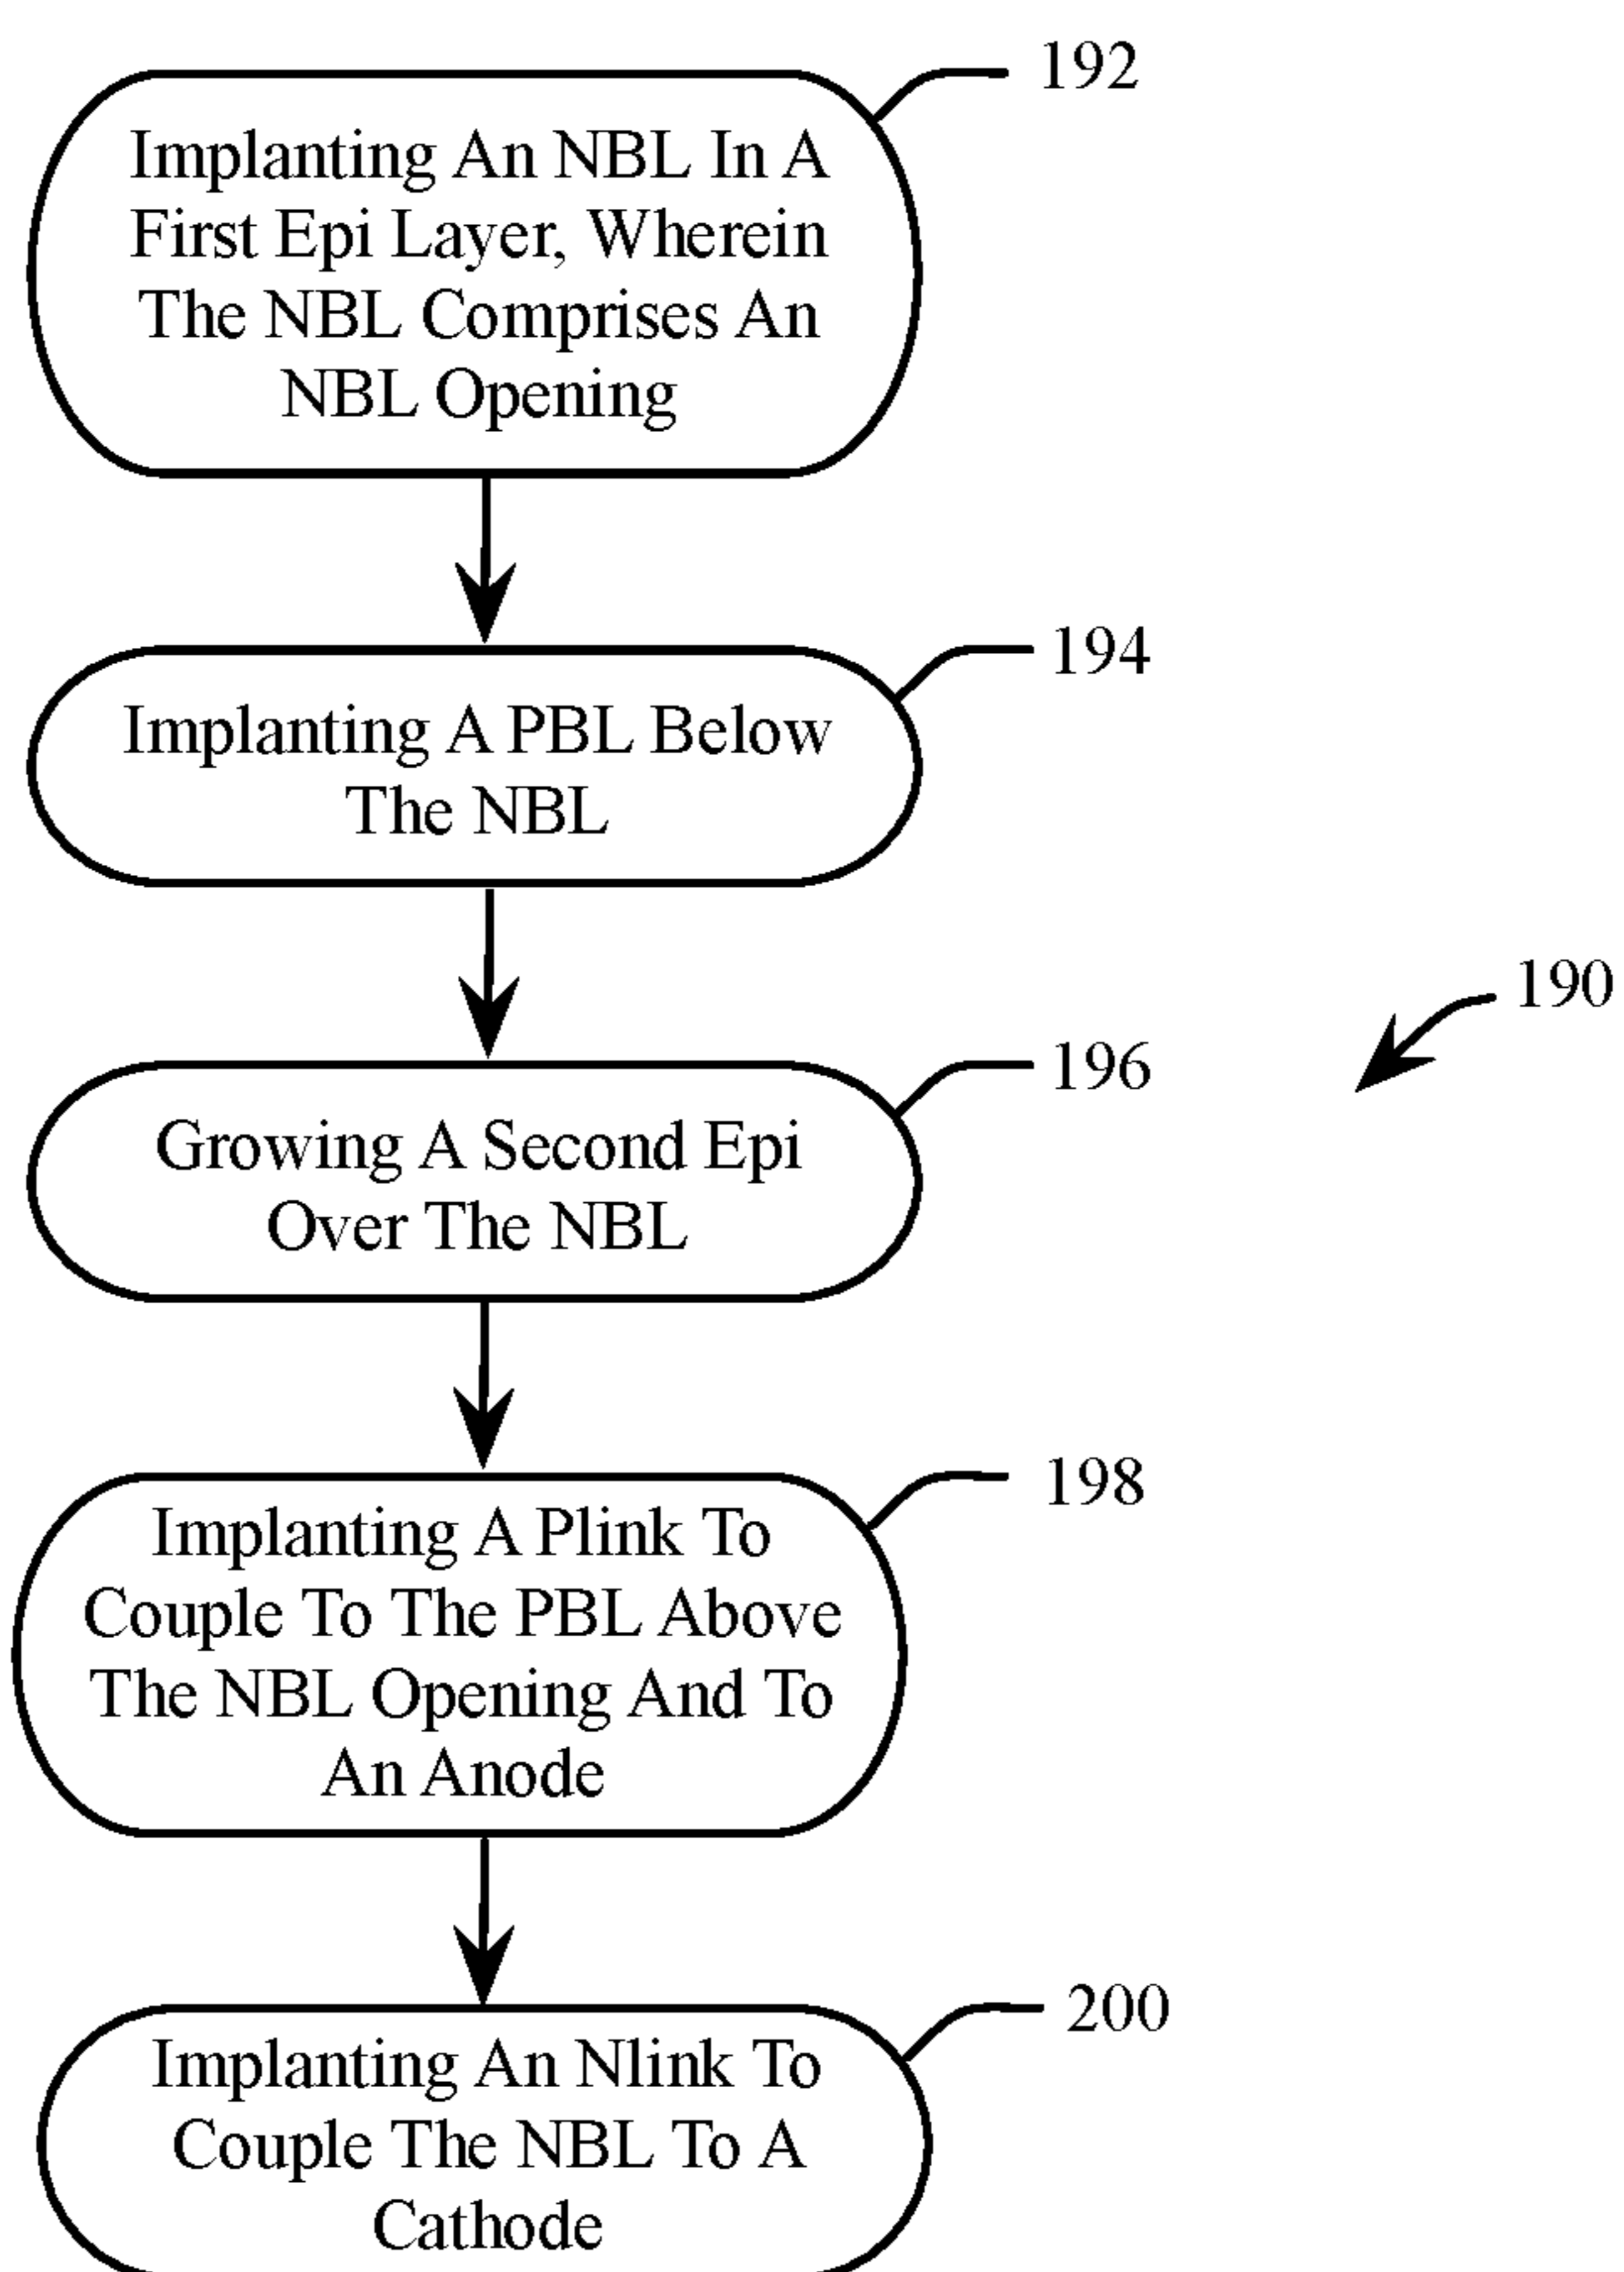 192
Implanting An NBL In A
First Epi Layer, Wherein
The NBL Comprises An
NBL Opening
194
Implanting A PBL Below
The NBL
190
196
Growing A Second Epi
Over The NBL
198
Implanting A Plink To
Couple To The PBL Above
The NBL Opening And To
An Anode
200
Implanting An Nlink To
Couple The NBL To A
Cathode